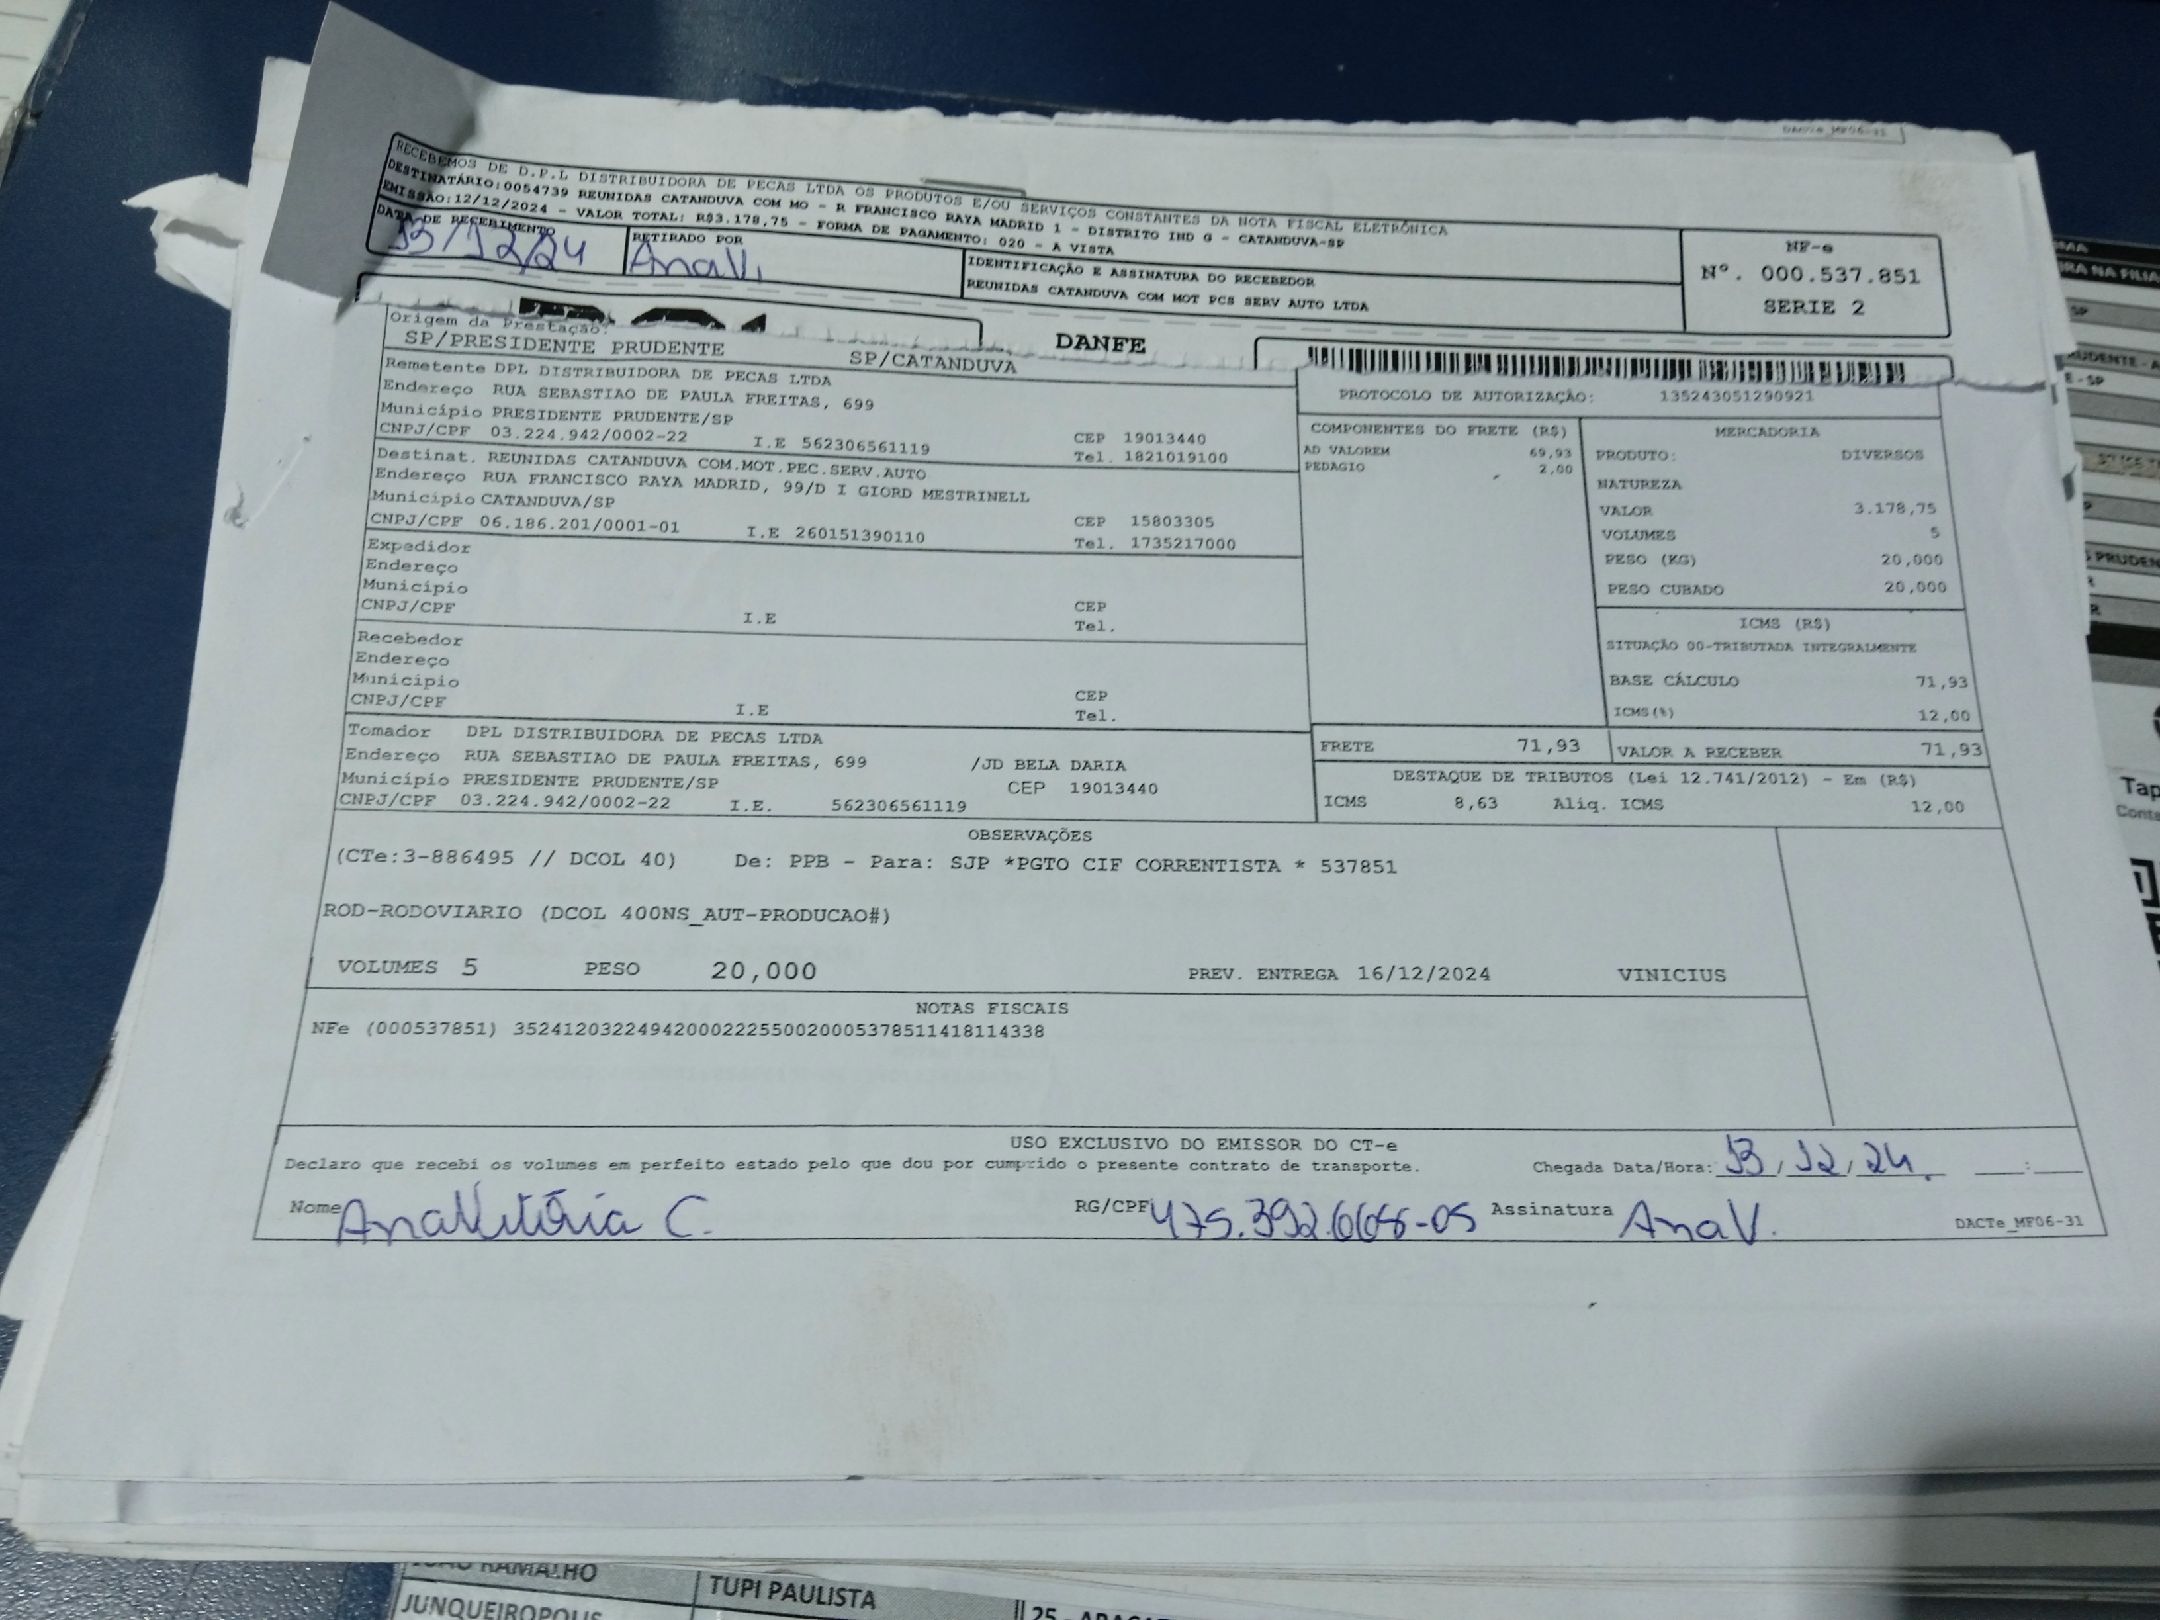 DACTe_MF06-31
RECEBEMOS DE D.P.L DISTRIBUIDORA DE PECAS LTDA OS PRODUTOS E/OU SERVIÇOS CONSTANTES DA NOTA FISCAL ELETRÔNICA
DESTINATÁRIO:0054739 REUNIDAS CATANDUVA COM MO - R FRANCISCO RAYA MADRID 1 - DISTRITO IND G - CATANDUVA-SP
EMISSÃO:12/12/2024 - VALOR TOTAL: R$3.178,75 - FORMA DE PAGAMENTO: 020 - A VISTA
DATA DE RECEBIMENTO
13/12/24
RETIRADO POR
Ana V.
IDENTIFICAÇÃO E ASSINATURA DO RECEBEDOR
REUNIDAS CATANDUVA COM MOT PCS SERV AUTO LTDA
NF-e
Nº. 000.537.851
SERIE 2
DANFE
Origem da Prestação:
SP/PRESIDENTE PRUDENTE SP/CATANDUVA
Remetente DPL DISTRIBUIDORA DE PECAS LTDA
Endereço RUA SEBASTIAO DE PAULA FREITAS, 699
Município PRESIDENTE PRUDENTE/SP CEP 19013440
CNPJ/CPF 03.224.942/0002-22 I.E 562306561119 Tel. 1821019100
Destinat. REUNIDAS CATANDUVA COM.MOT.PEC.SERV.AUTO
Endereço RUA FRANCISCO RAYA MADRID, 99/D I GIORD MESTRINELL
Município CATANDUVA/SP CEP 15803305
CNPJ/CPF 06.186.201/0001-01 I.E 260151390110 Tel. 1735217000
Expedidor
Endereço
Município CEP
CNPJ/CPF I.E Tel.
Recebedor
Endereço
Município CEP
CNPJ/CPF I.E Tel.
Tomador DPL DISTRIBUIDORA DE PECAS LTDA
Endereço RUA SEBASTIAO DE PAULA FREITAS, 699 /JD BELA DARIA
Município PRESIDENTE PRUDENTE/SP CEP 19013440
CNPJ/CPF 03.224.942/0002-22 I.E. 562306561119
PROTOCOLO DE AUTORIZAÇÃO: 135243051290921
COMPONENTES DO FRETE (R$)
AD VALOREM 69,93
PEDAGIO 2,00
MERCADORIA
PRODUTO: DIVERSOS
NATUREZA
VALOR 3.178,75
VOLUMES 5
PESO (KG) 20,000
PESO CUBADO 20,000
ICMS (R$)
SITUAÇÃO 00-TRIBUTADA INTEGRALMENTE
BASE CÁLCULO 71,93
ICMS(%) 12,00
FRETE 71,93 VALOR A RECEBER 71,93
DESTAQUE DE TRIBUTOS (Lei 12.741/2012) - Em (R$)
ICMS 8,63 Aliq. ICMS 12,00
OBSERVAÇÕES
(CTe:3-886495 // DCOL 40) De: PPB - Para: SJP *PGTO CIF CORRENTISTA * 537851
ROD-RODOVIARIO (DCOL 400NS_AUT-PRODUCAO#)
VOLUMES 5 PESO 20,000 PREV. ENTREGA 16/12/2024 VINICIUS
NOTAS FISCAIS
NFe (000537851) 35241203224942000222550020005378511418114338
USO EXCLUSIVO DO EMISSOR DO CT-e
Declaro que recebi os volumes em perfeito estado pelo que dou por cumprido o presente contrato de transporte. Chegada Data/Hora: 13/12/24 __:__
Nome Ana Vitória C. RG/CPF Assinatura Ana V. DACTe_MF06-31
JOAO RAMALHO TUPI PAULISTA
JUNQUEIROPOLIS